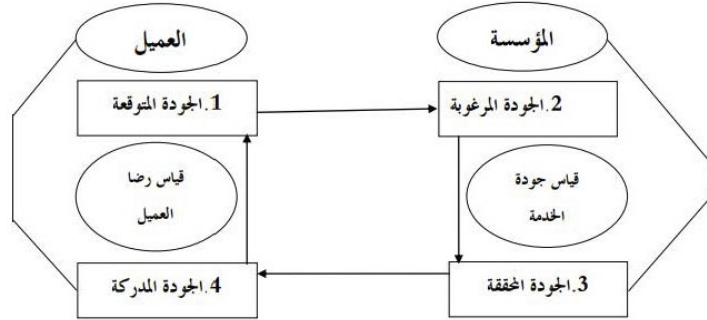 المؤسسة
العميل
1.الجودة المتوقعة
2.الجودة المرغوبة
قياس رضا
العميل
قياس جودة
الخدمة
3.الجودة المحققة
4.الجودة المدركة